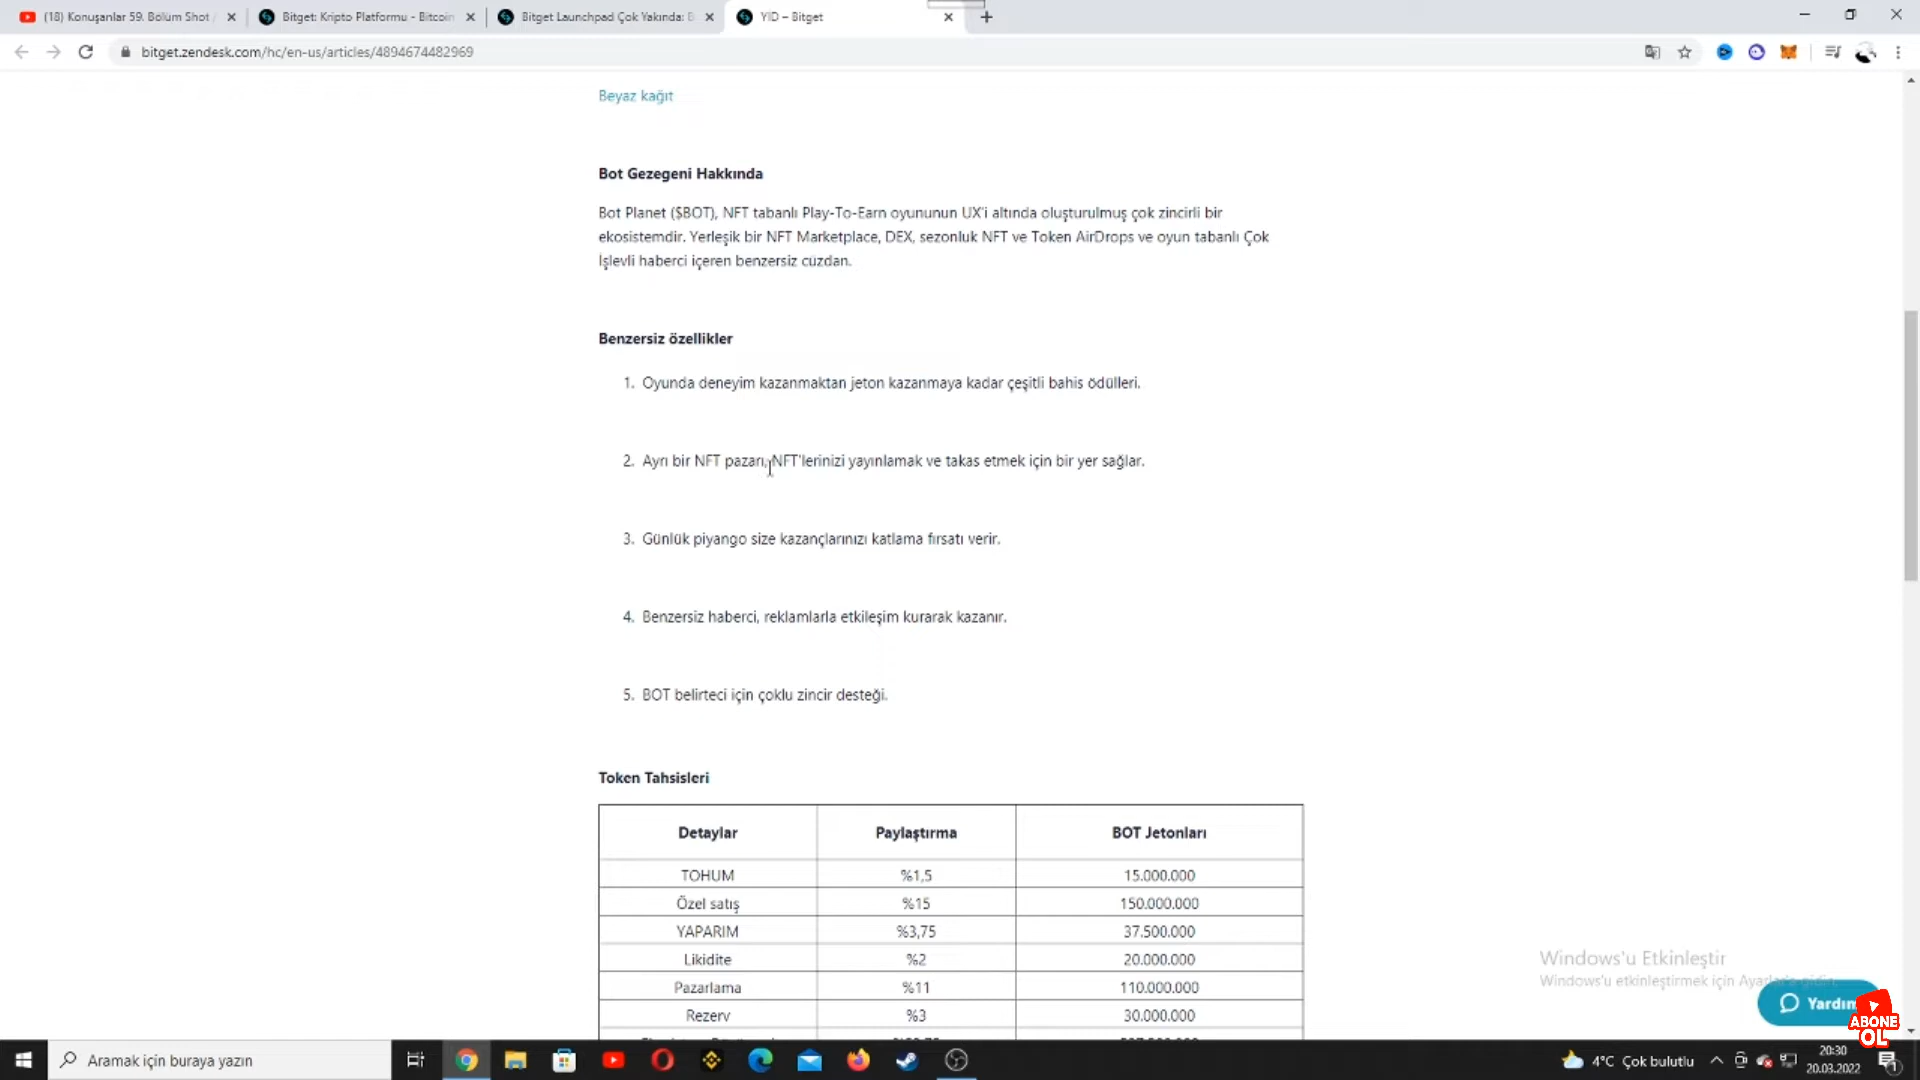 (18) Konuşanlar 59. Bölüm Shot
Bitget: Kripto Platformu - Bitcoin
Bitget Launchpad Çok Yakında: B
YİD – Bitget
bitget.zendesk.com/hc/en-us/articles/4894674482969
Beyaz kağıt
Bot Gezegeni Hakkında
Bot Planet ($BOT), NFT tabanlı Play-To-Earn oyununun UX'i altında oluşturulmuş çok zincirli bir
ekosistemdir. Yerleşik bir NFT Marketplace, DEX, sezonluk NFT ve Token AirDrops ve oyun tabanlı Çok
İşlevli haberci içeren benzersiz cüzdan.
Benzersiz özellikler
1. Oyunda deneyim kazanmaktan jeton kazanmaya kadar çeşitli bahis ödülleri.
2. Ayrı bir NFT pazarı, NFT'lerinizi yayınlamak ve takas etmek için bir yer sağlar.
3. Günlük piyango size kazançlarınızı katlama fırsatı verir.
4. Benzersiz haberci, reklamlarla etkileşim kurarak kazanır.
5. BOT belirteci için çoklu zincir desteği.
Token Tahsisleri
Detaylar Paylaştırma BOT Jetonları
TOHUM %1,5 15.000.000
Özel satış %15 150.000.000
YAPARIM %3,75 37.500.000
Likidite %2 20.000.000
Pazarlama %11 110.000.000
Rezerv %3 30.000.000
Windows'u Etkinleştir
Windows'u etkinleştirmek için
Yardım
ABONE
OL
Aramak için buraya yazın
4°C Çok bulutlu
20:30
20.03.2022
1